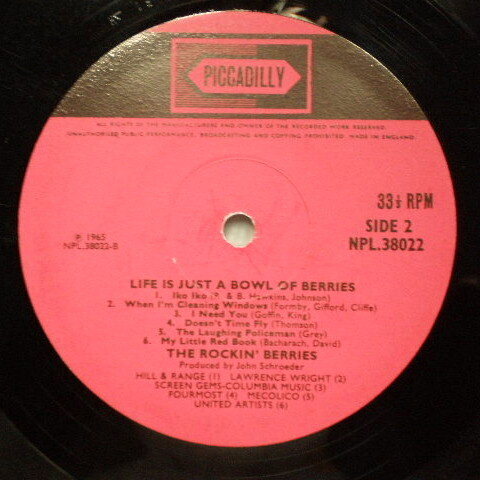 PICCADILLY
ALL RIGHTS OF THE MANUFACTURERS AND OWNER OF THE RECORDED WORK RESERVED.
UNAUTHORISED PUBLIC PERFORMANCE, BROADCASTING AND COPYING PROHIBITED. MADE IN ENGLAND.
33⅓ RPM
℗ 1965
SIDE 2
NPL.38022-B
NPL.38022
LIFE IS JUST A BOWL OF BERRIES
1. Iko Iko (R. & B. Hawkins, Johnson)
2. When I'm Cleaning Windows (Formby, Gifford, Cliffe)
3. I Need You (Goffin, King)
4. Doesn't Time Fly (Thomson)
5. The Laughing Policeman (Grey)
6. My Little Red Book (Bacharach, David)
THE ROCKIN' BERRIES
Produced by John Schroeder
HILL & RANGE (1) LAWRENCE WRIGHT (2)
SCREEN GEMS-COLUMBIA MUSIC (3)
FOURMOST (4) MECOLICO (5)
UNITED ARTISTS (6)